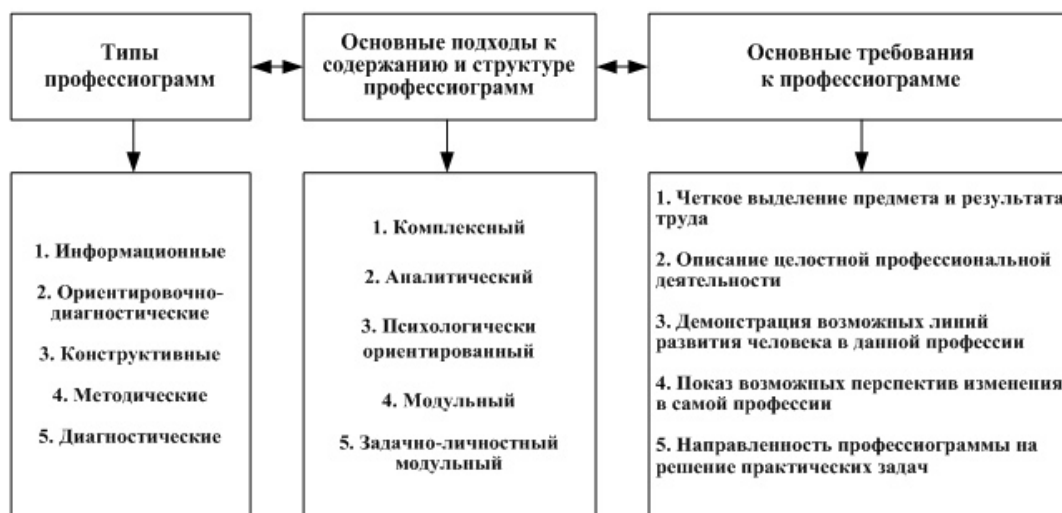 Типы
профессиограмм
Основные подходы к
содержанию и структуре
профессиограмм
Основные требования
к профессиограмме
1. Информационные
2. Ориентировочно-
диагностические
3. Конструктивные
4. Методические
5. Диагностические
1. Комплексный
2. Аналитический
3. Психологически
ориентированный
4. Модульный
5. Задачно-личностный
модульный
1. Четкое выделение предмета и результата
труда
2. Описание целостной профессиональной
деятельности
3. Демонстрация возможных линий
развития человека в данной профессии
4. Показ возможных перспектив изменения
в самой профессии
5. Направленность профессиограммы на
решение практических задач